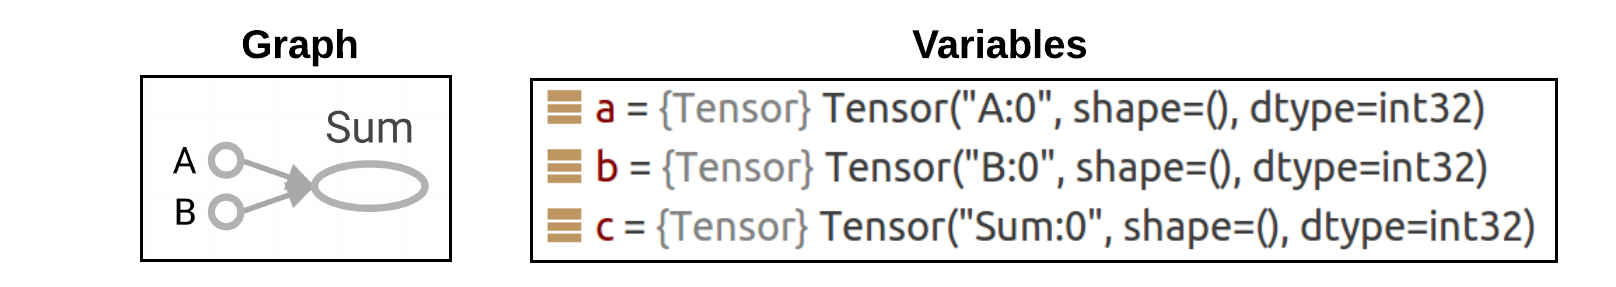 Graph
Sum
A
B
Variables
a = {Tensor} Tensor("A:0", shape=(), dtype=int32)
b = {Tensor} Tensor("B:0", shape=(), dtype=int32)
c = {Tensor} Tensor("Sum:0", shape=(), dtype=int32)